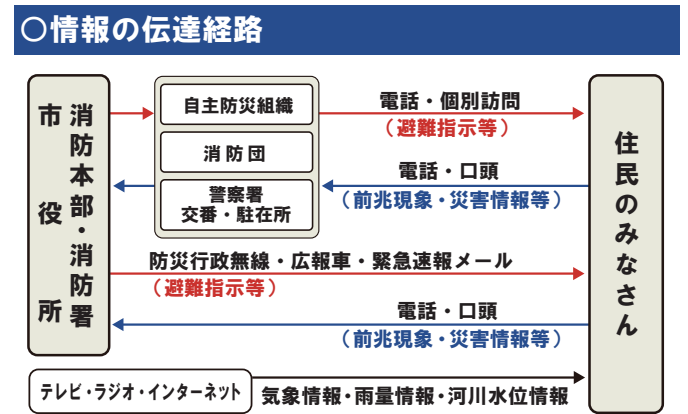 ○情報の伝達経路
消防本部・消防署
市役所
自主防災組織
消防団
警察署
交番・駐在所
電話・個別訪問
（避難指示等）
電話・口頭
（前兆現象・災害情報等）
防災行政無線・広報車・緊急速報メール
（避難指示等）
電話・口頭
（前兆現象・災害情報等）
住民のみなさん
テレビ・ラジオ・インターネット
気象情報・雨量情報・河川水位情報